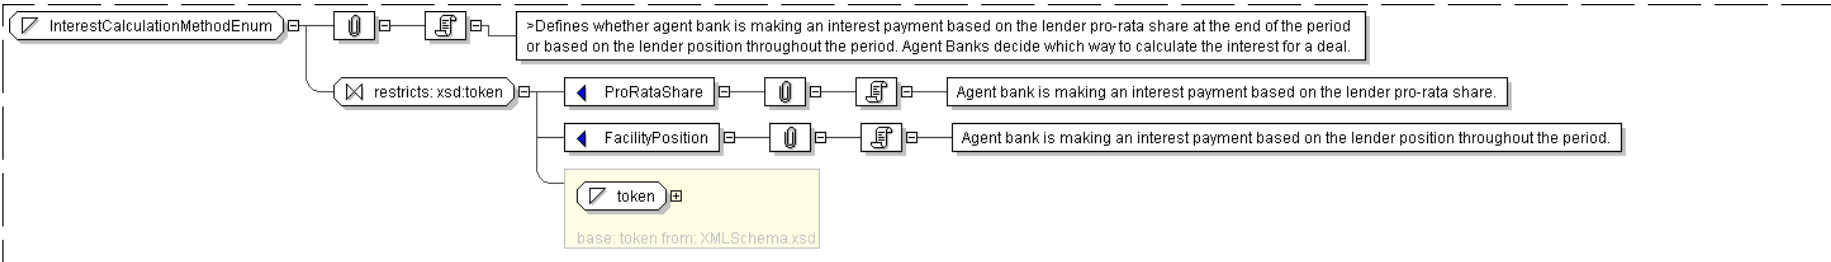 InterestCalculationMethodEnum
>Defines whether agent bank is making an interest payment based on the lender pro-rata share at the end of the period
or based on the lender position throughout the period. Agent Banks decide which way to calculate the interest for a deal.
restricts: xsd:token
ProRataShare
Agent bank is making an interest payment based on the lender pro-rata share.
FacilityPosition
Agent bank is making an interest payment based on the lender position throughout the period.
token
base: token from: XMLSchema.xsd